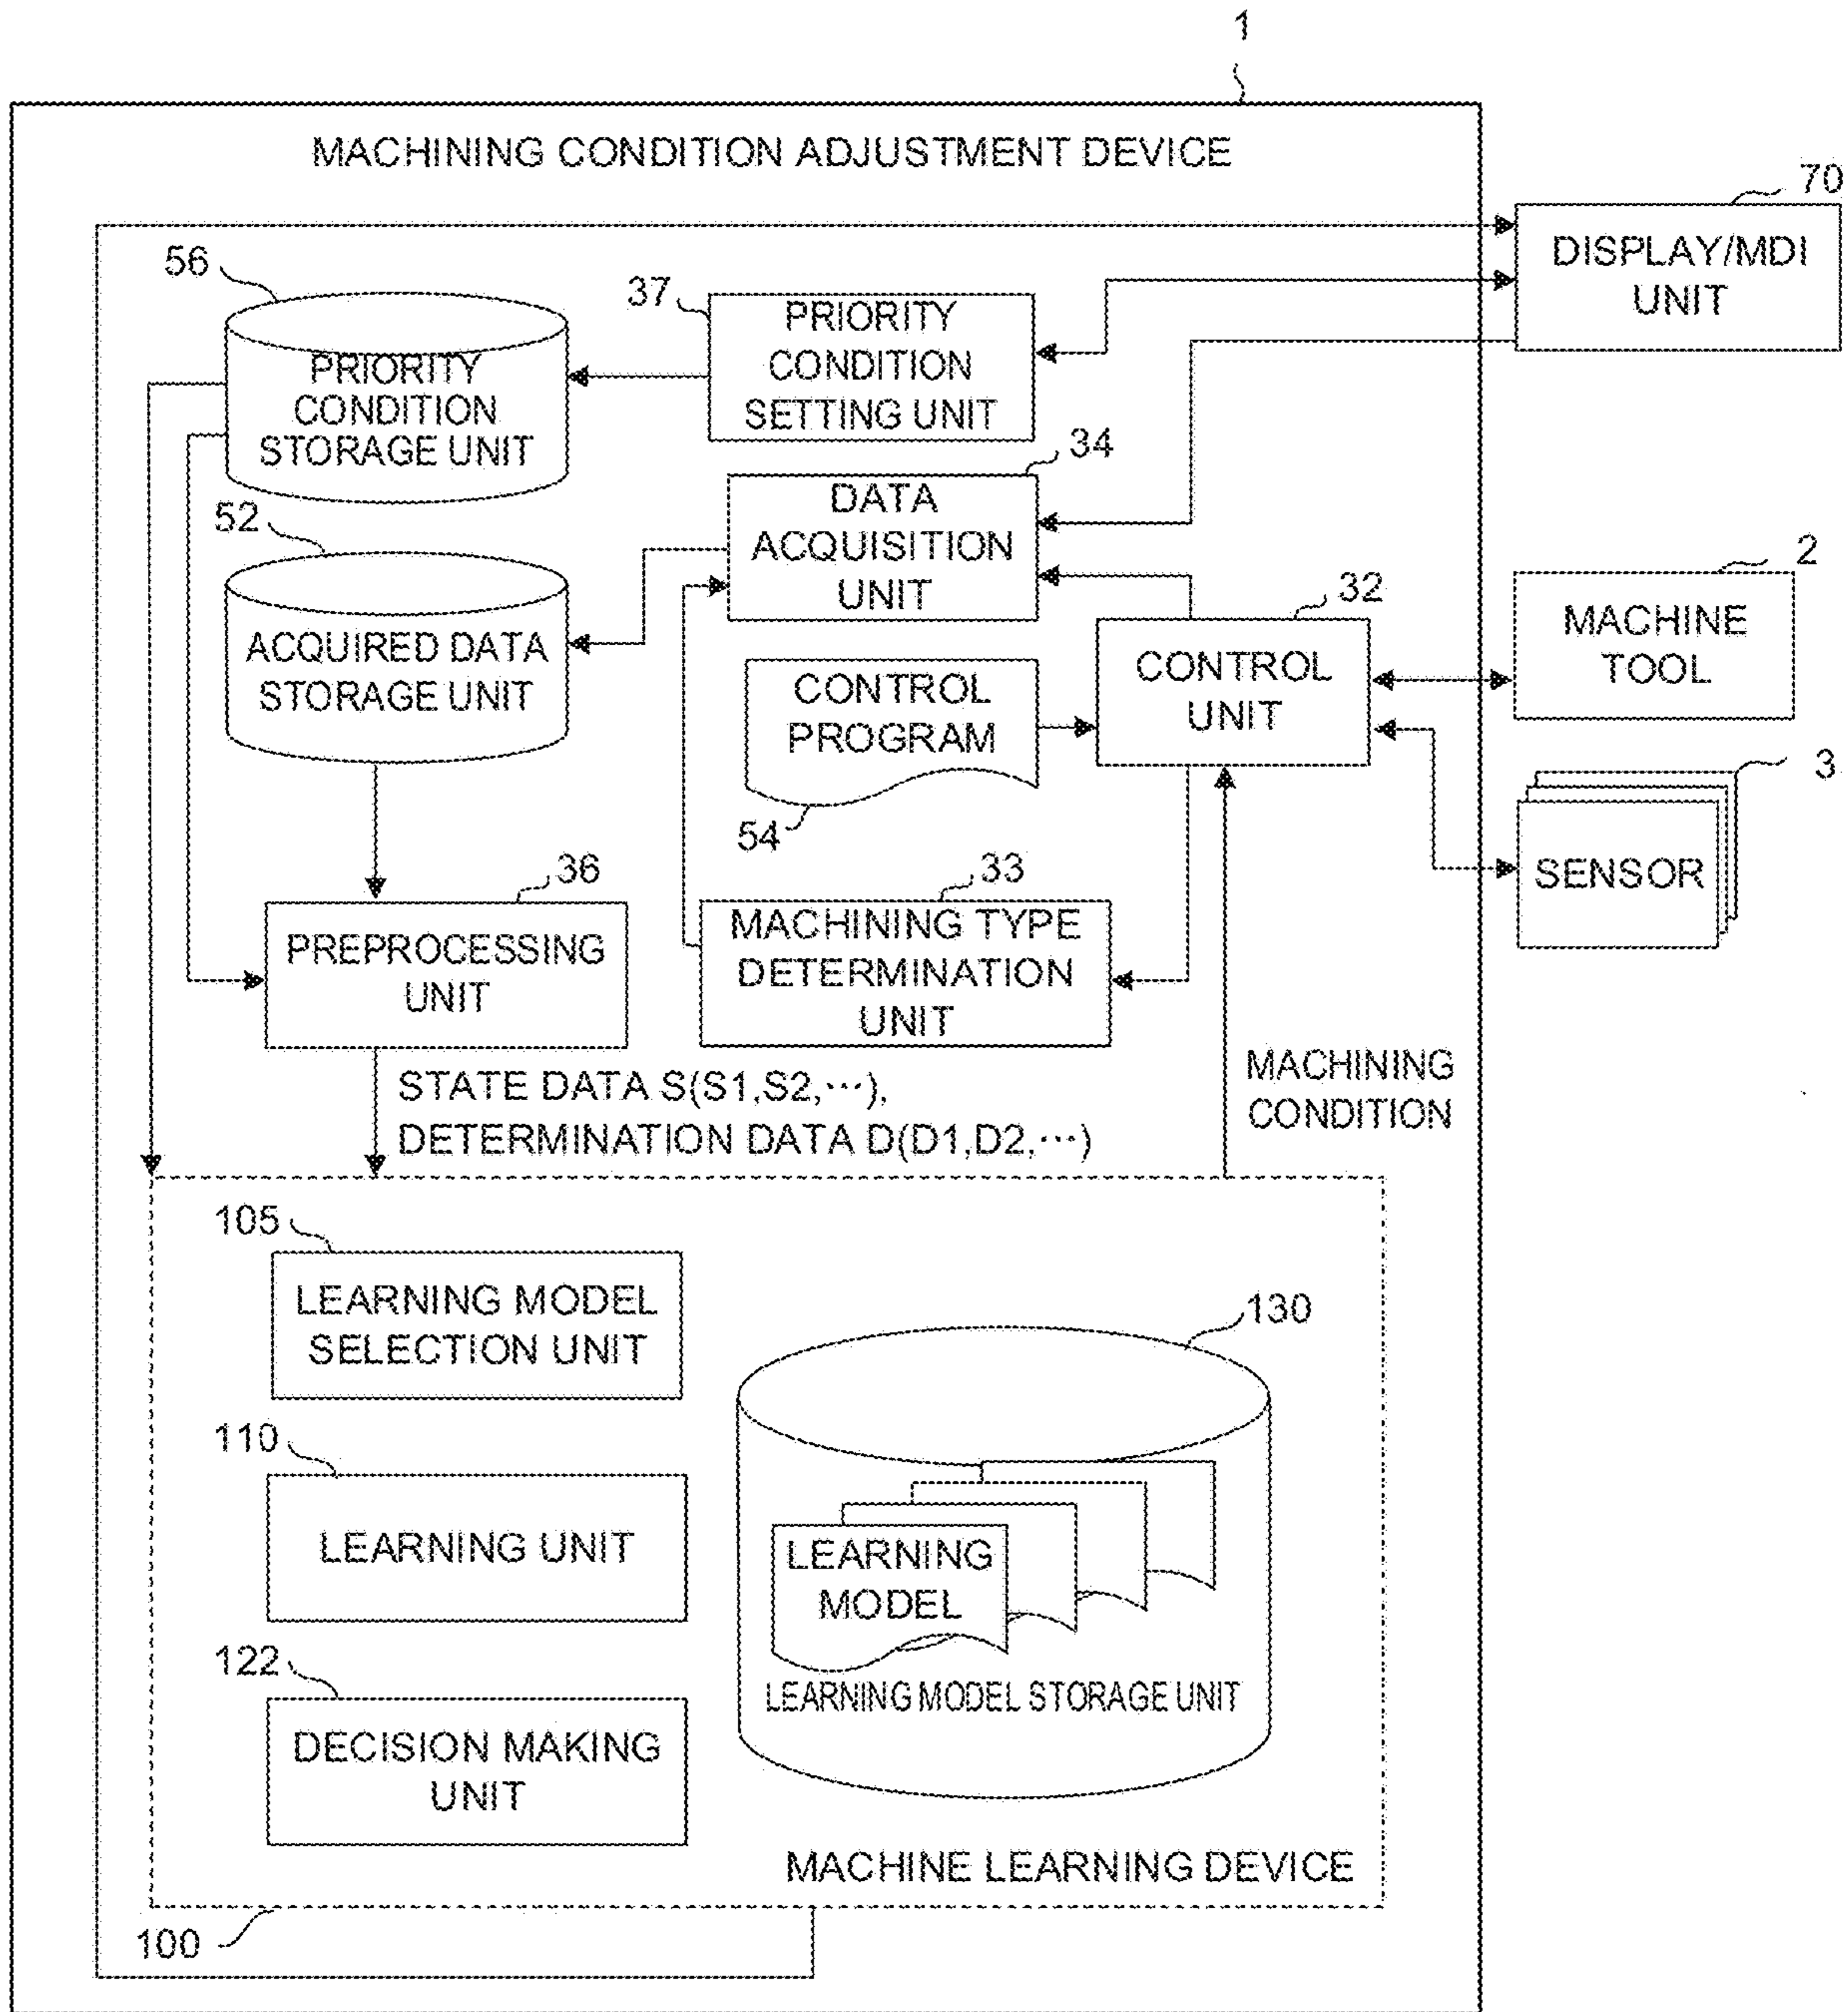 1
MACHINING CONDITION ADJUSTMENT DEVICE
70
DISPLAY/MDI
UNIT
56
PRIORITY
CONDITION
STORAGE UNIT
37
PRIORITY
CONDITION
SETTING UNIT
34
DATA
ACQUISITION
UNIT
52
ACQUIRED DATA
STORAGE UNIT
32
CONTROL
UNIT
2
MACHINE
TOOL
CONTROL
PROGRAM
54
3
SENSOR
36
PREPROCESSING
UNIT
33
MACHINING TYPE
DETERMINATION
UNIT
STATE DATA S(S1,S2,···),
DETERMINATION DATA D(D1,D2,···)
MACHINING
CONDITION
105
LEARNING MODEL
SELECTION UNIT
110
LEARNING UNIT
122
DECISION MAKING
UNIT
130
LEARNING
MODEL
LEARNING MODEL STORAGE UNIT
MACHINE LEARNING DEVICE
100